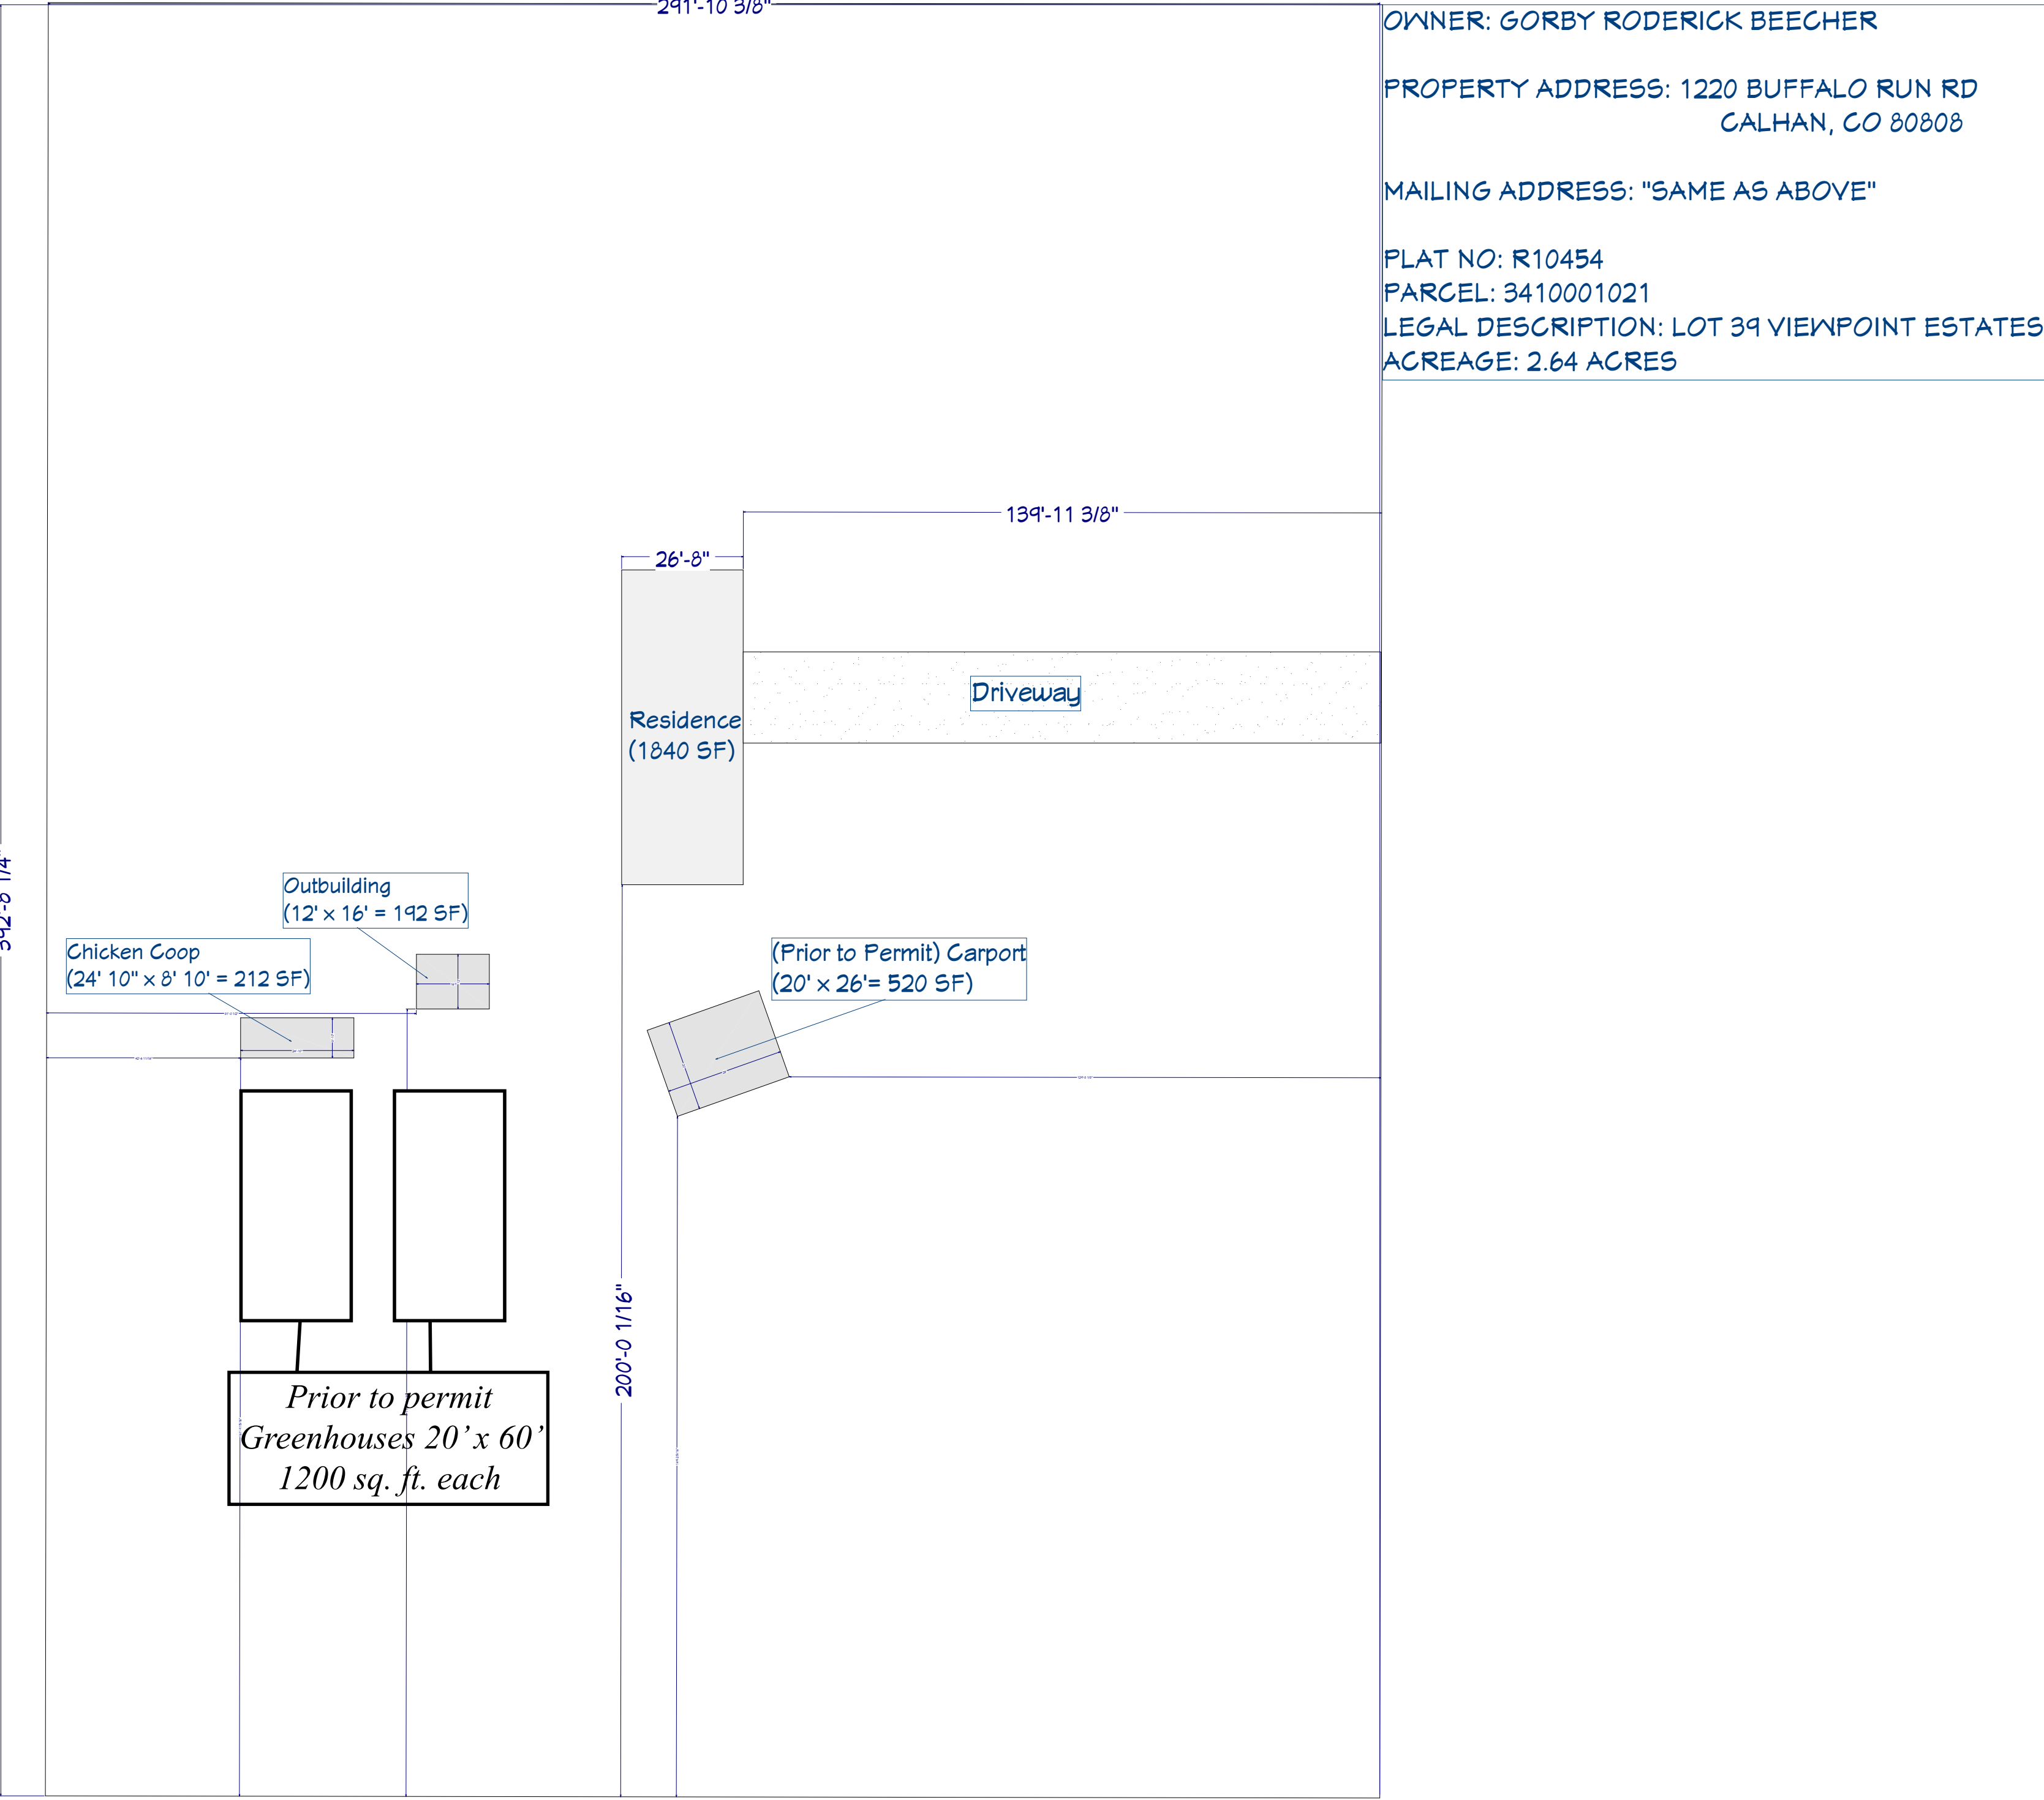 291'-10 3/8"
OWNER: GORBY RODERICK BEECHER
PROPERTY ADDRESS: 1220 BUFFALO RUN RD
CALHAN, CO 80808
MAILING ADDRESS: "SAME AS ABOVE"
PLAT NO: R10454
PARCEL: 3410001021
LEGAL DESCRIPTION: LOT 39 VIEWPOINT ESTATES
ACREAGE: 2.64 ACRES
139'-11 3/8"
26'-8"
Driveway
Residence
(1840 SF)
392'-8 1/4"
Outbuilding
(12' x 16' = 192 SF)
Chicken Coop
(24' 10" x 8' 10' = 212 SF)
(Prior to Permit) Carport
(20' x 26'= 520 SF)
200'-0 1/16"
Prior to permit
Greenhouses 20’ x 60’
1200 sq. ft. each